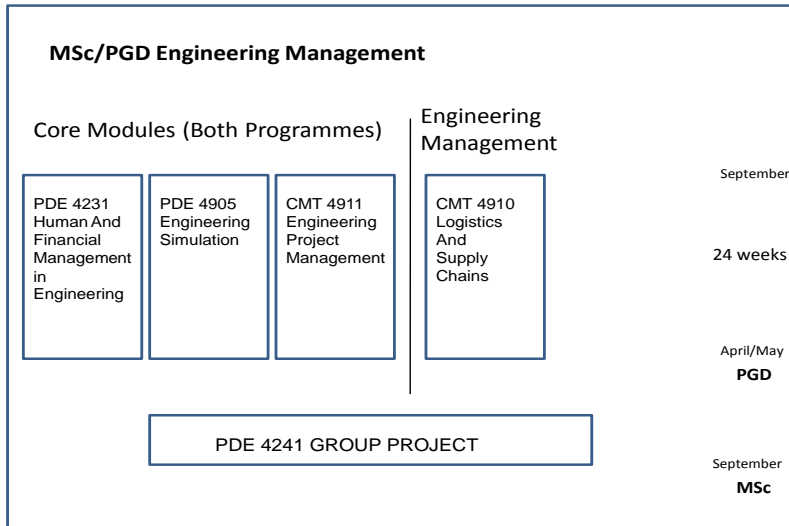 MSc/PGD Engineering Management
Core Modules (Both Programmes)
Engineering
Management
PDE 4231
Human And
Financial
Management
in
Engineering
PDE 4905
Engineering
Simulation
CMT 4911
Engineering
Project
Management
CMT 4910
Logistics
And
Supply
Chains
September
24 weeks
April/May
PGD
PDE 4241 GROUP PROJECT
September
MSc